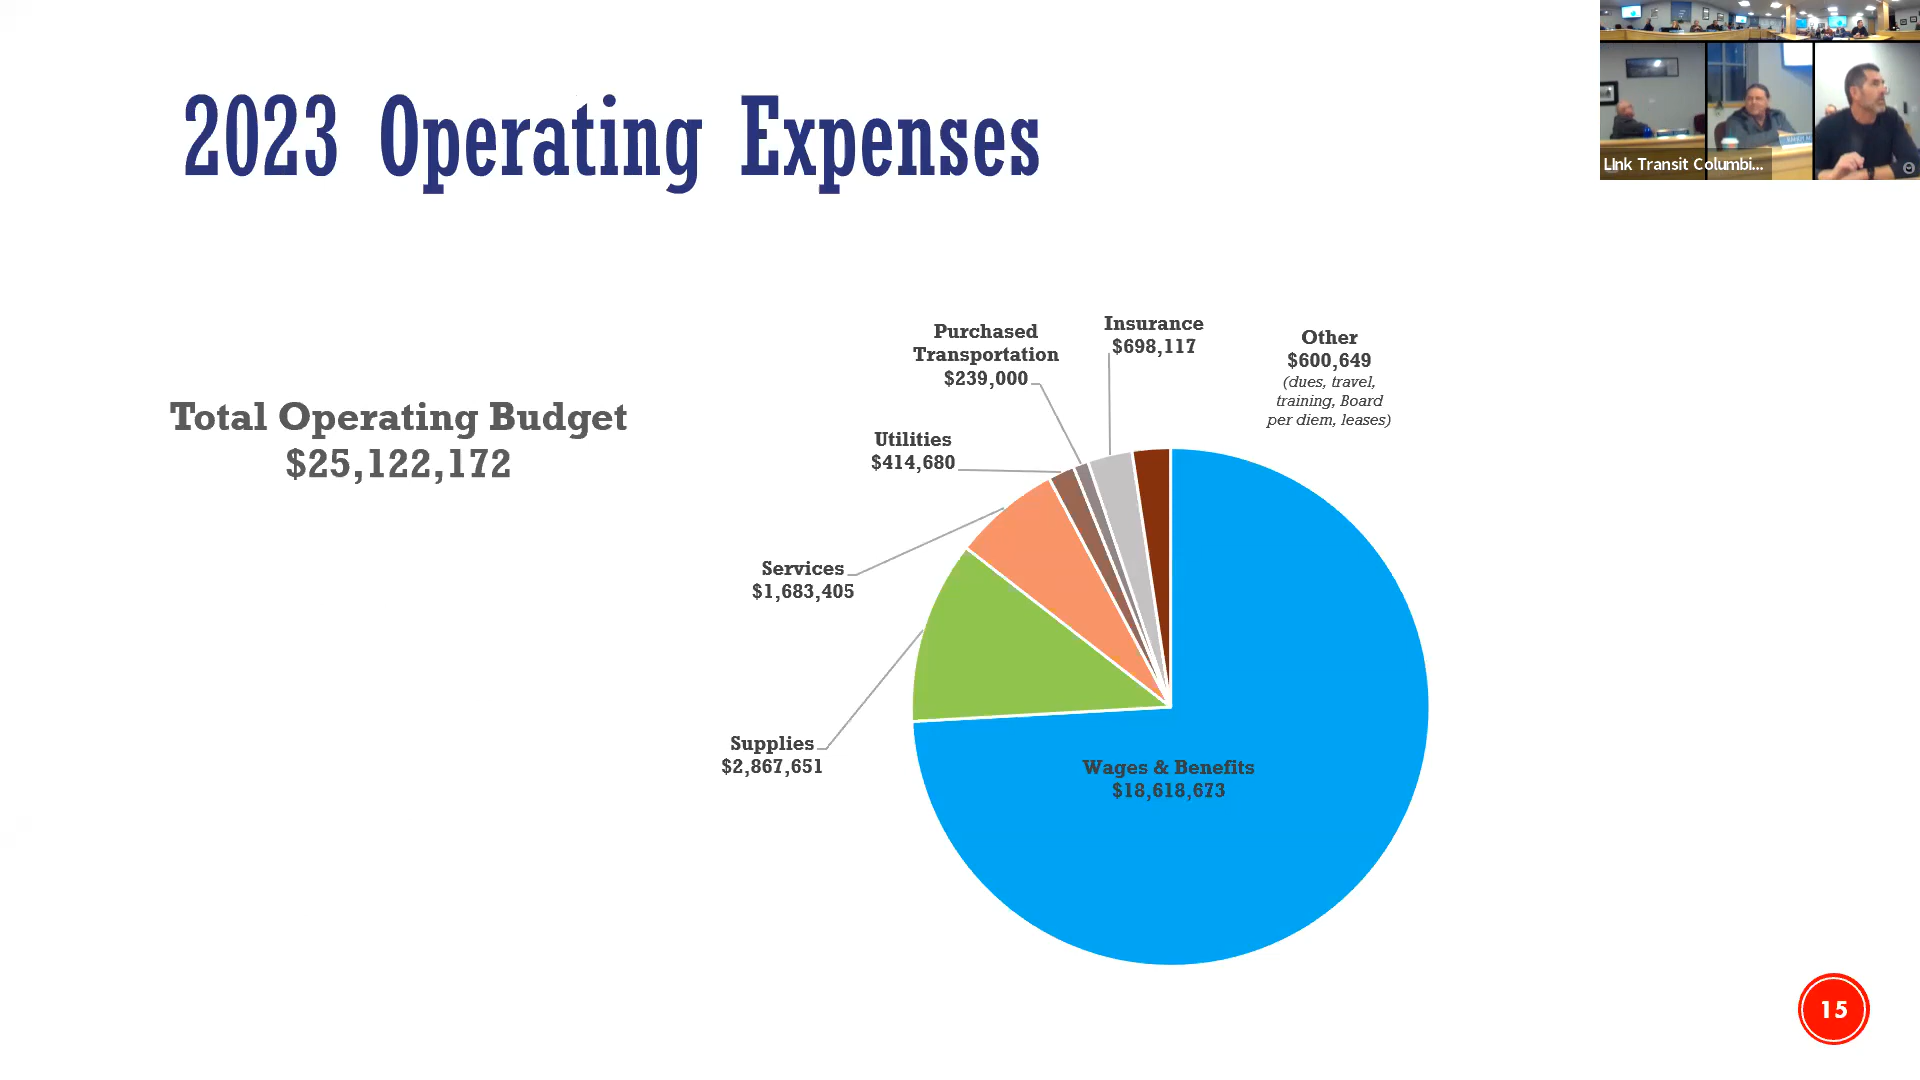 2023 Operating Expenses
LInk Transit Columbi...
Total Operating Budget
$25,122,172
Purchased
Transportation
$239,000
Insurance
$698,117
Other
$600,649
(dues, travel,
training, Board
per diem, leases)
Utilities
$414,680
Services
$1,683,405
Supplies
$2,867,651
Wages & Benefits
$18,618,673
15